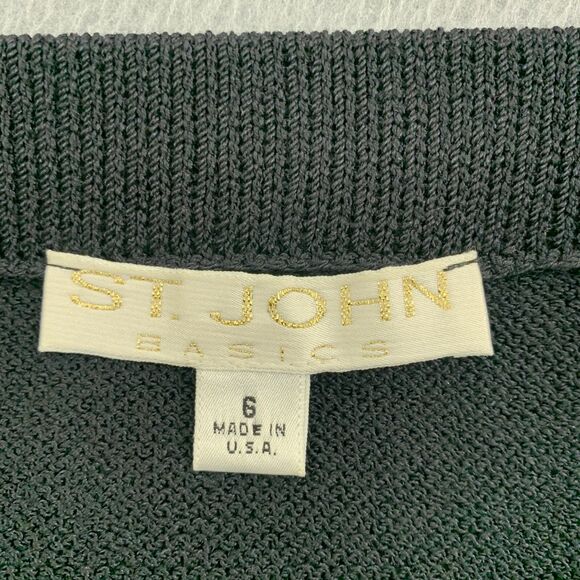 ST. JOHN
BASICS
6
MADE IN
U.S.A.